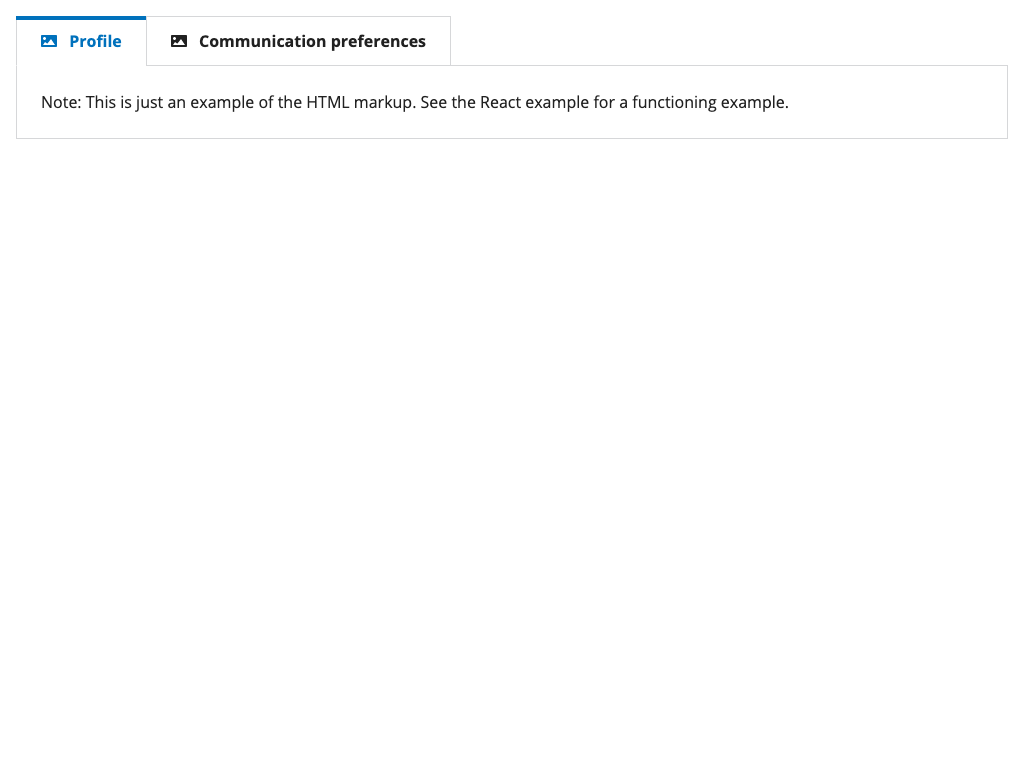 Profile
Communication preferences
Note: This is just an example of the HTML markup. See the React example for a functioning example.